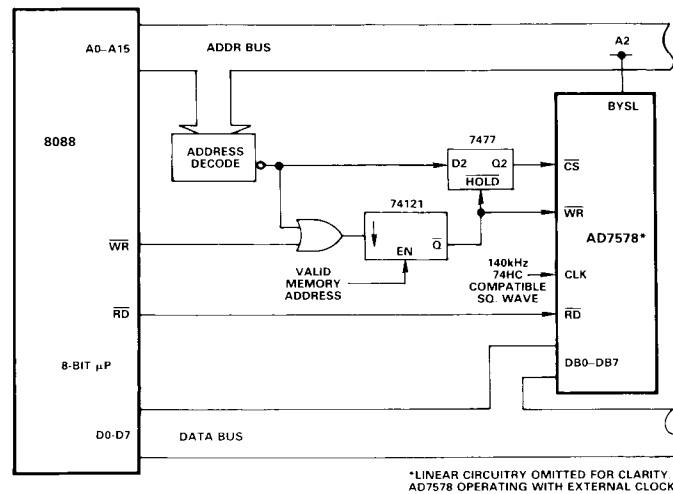 A0–A15
ADDR BUS
A2
BYSL
8088
ADDRESS
DECODE
7477
D2
Q2
HOLD
CS
74121
WR
EN
Q
WR
AD7578*
VALID
MEMORY
ADDRESS
140kHz
74HC
COMPATIBLE
SQ. WAVE
CLK
RD
RD
8-BIT μP
DB0–DB7
D0-D7
DATA BUS
*LINEAR CIRCUITRY OMITTED FOR CLARITY.
AD7578 OPERATING WITH EXTERNAL CLOCK